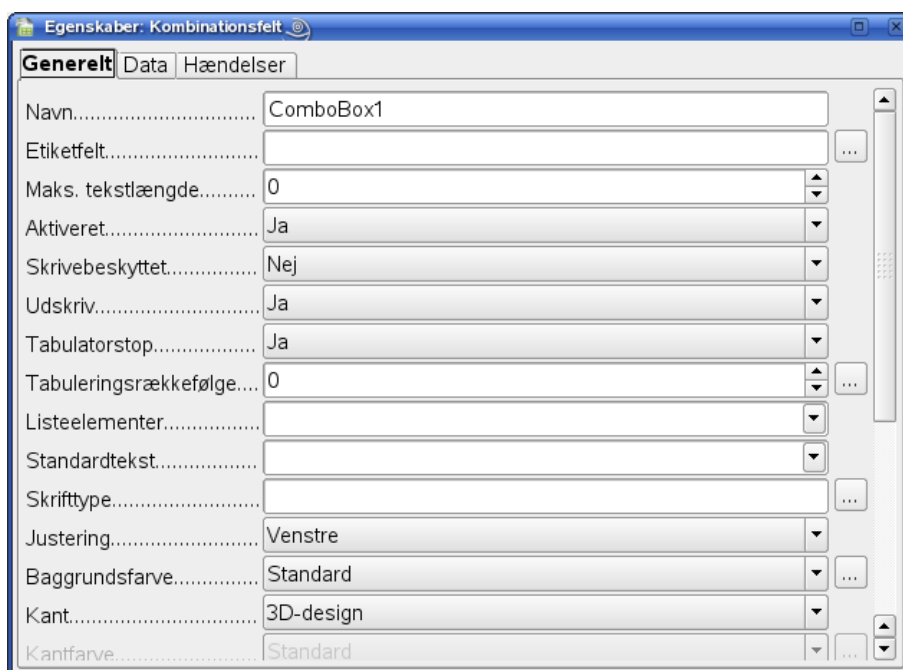 Egenskaber: Kombinationsfelt
Generelt Data Hændelser
Navn.............................. ComboBox1
Etiketfelt.......................... ...
Maks. tekstlængde.......... 0
Aktiveret.......................... Ja
Skrivebeskyttet................ Nej
Udskriv............................ Ja
Tabulatorstop................... Ja
Tabuleringsrækkefølge.... 0 ...
Listeelementer.................
Standardtekst..................
Skrifttype......................... ...
Justering......................... Venstre
Baggrundsfarve............... Standard ...
Kant................................ 3D-design
Kantfarve........................ Standard ...